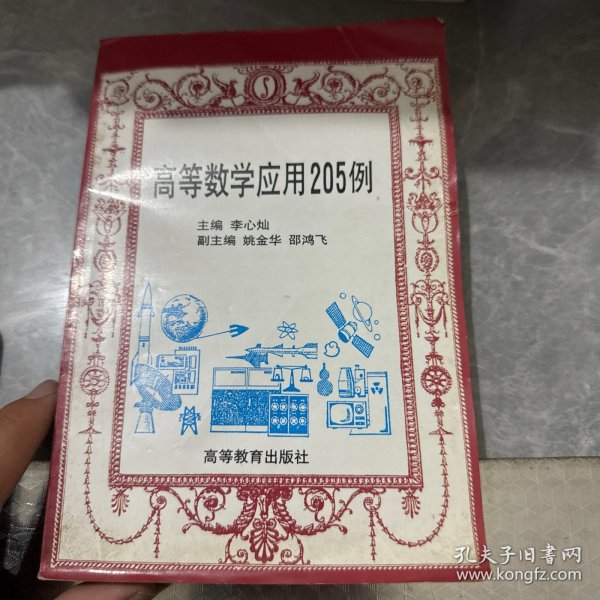 高等数学应用205例
主编 李心灿
副主编 姚金华 邵鸿飞
高等教育出版社
孔夫子旧书网
www.kongfz.com